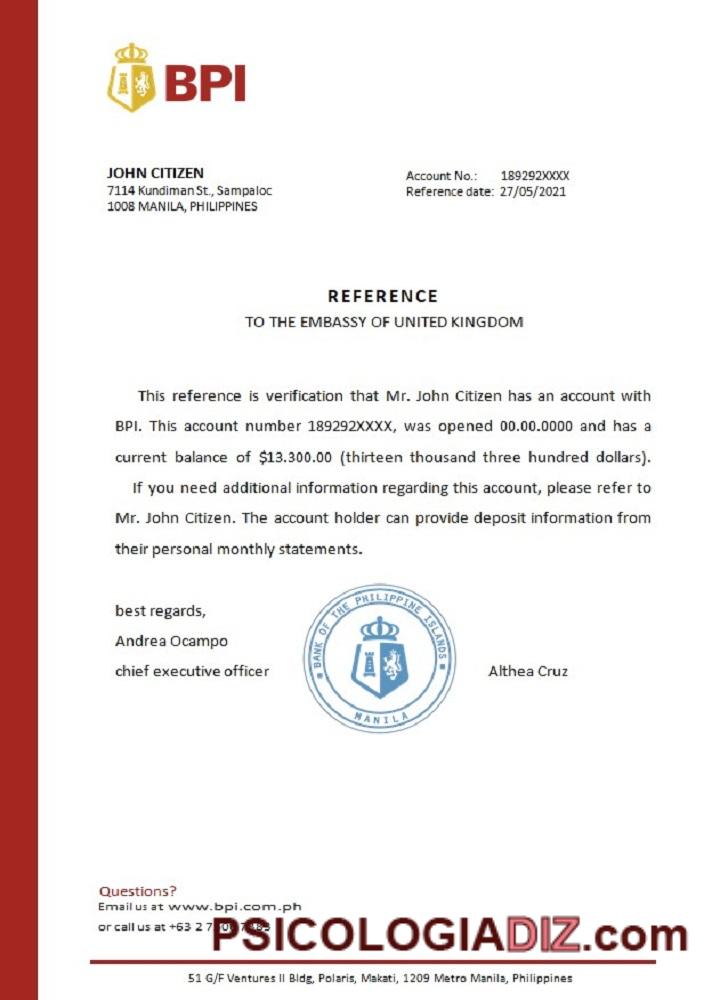 BPI
JOHN CITIZEN
7114 Kundiman St., Sampaloc
1008 MANILA, PHILIPPINES
Account No.: 189292XXXX
Reference date: 27/05/2021
REFERENCE
TO THE EMBASSY OF UNITED KINGDOM
This reference is verification that Mr. John Citizen has an account with
BPI. This account number 189292XXXX, was opened 00.00.0000 and has a
current balance of $13.300.00 (thirteen thousand three hundred dollars).
If you need additional information regarding this account, please refer to
Mr. John Citizen. The account holder can provide deposit information from
their personal monthly statements.
best regards,
Andrea Ocampo
chief executive officer
BANK OF THE PHILIPPINE ISLANDS
MANILA
Althea Cruz
Questions?
Email us at www.bpi.com.ph
or call us at +63 2
PSICOLOGIADIZ.com
51 G/F Ventures II Bldg, Polaris, Makati, 1209 Metro Manila, Philippines